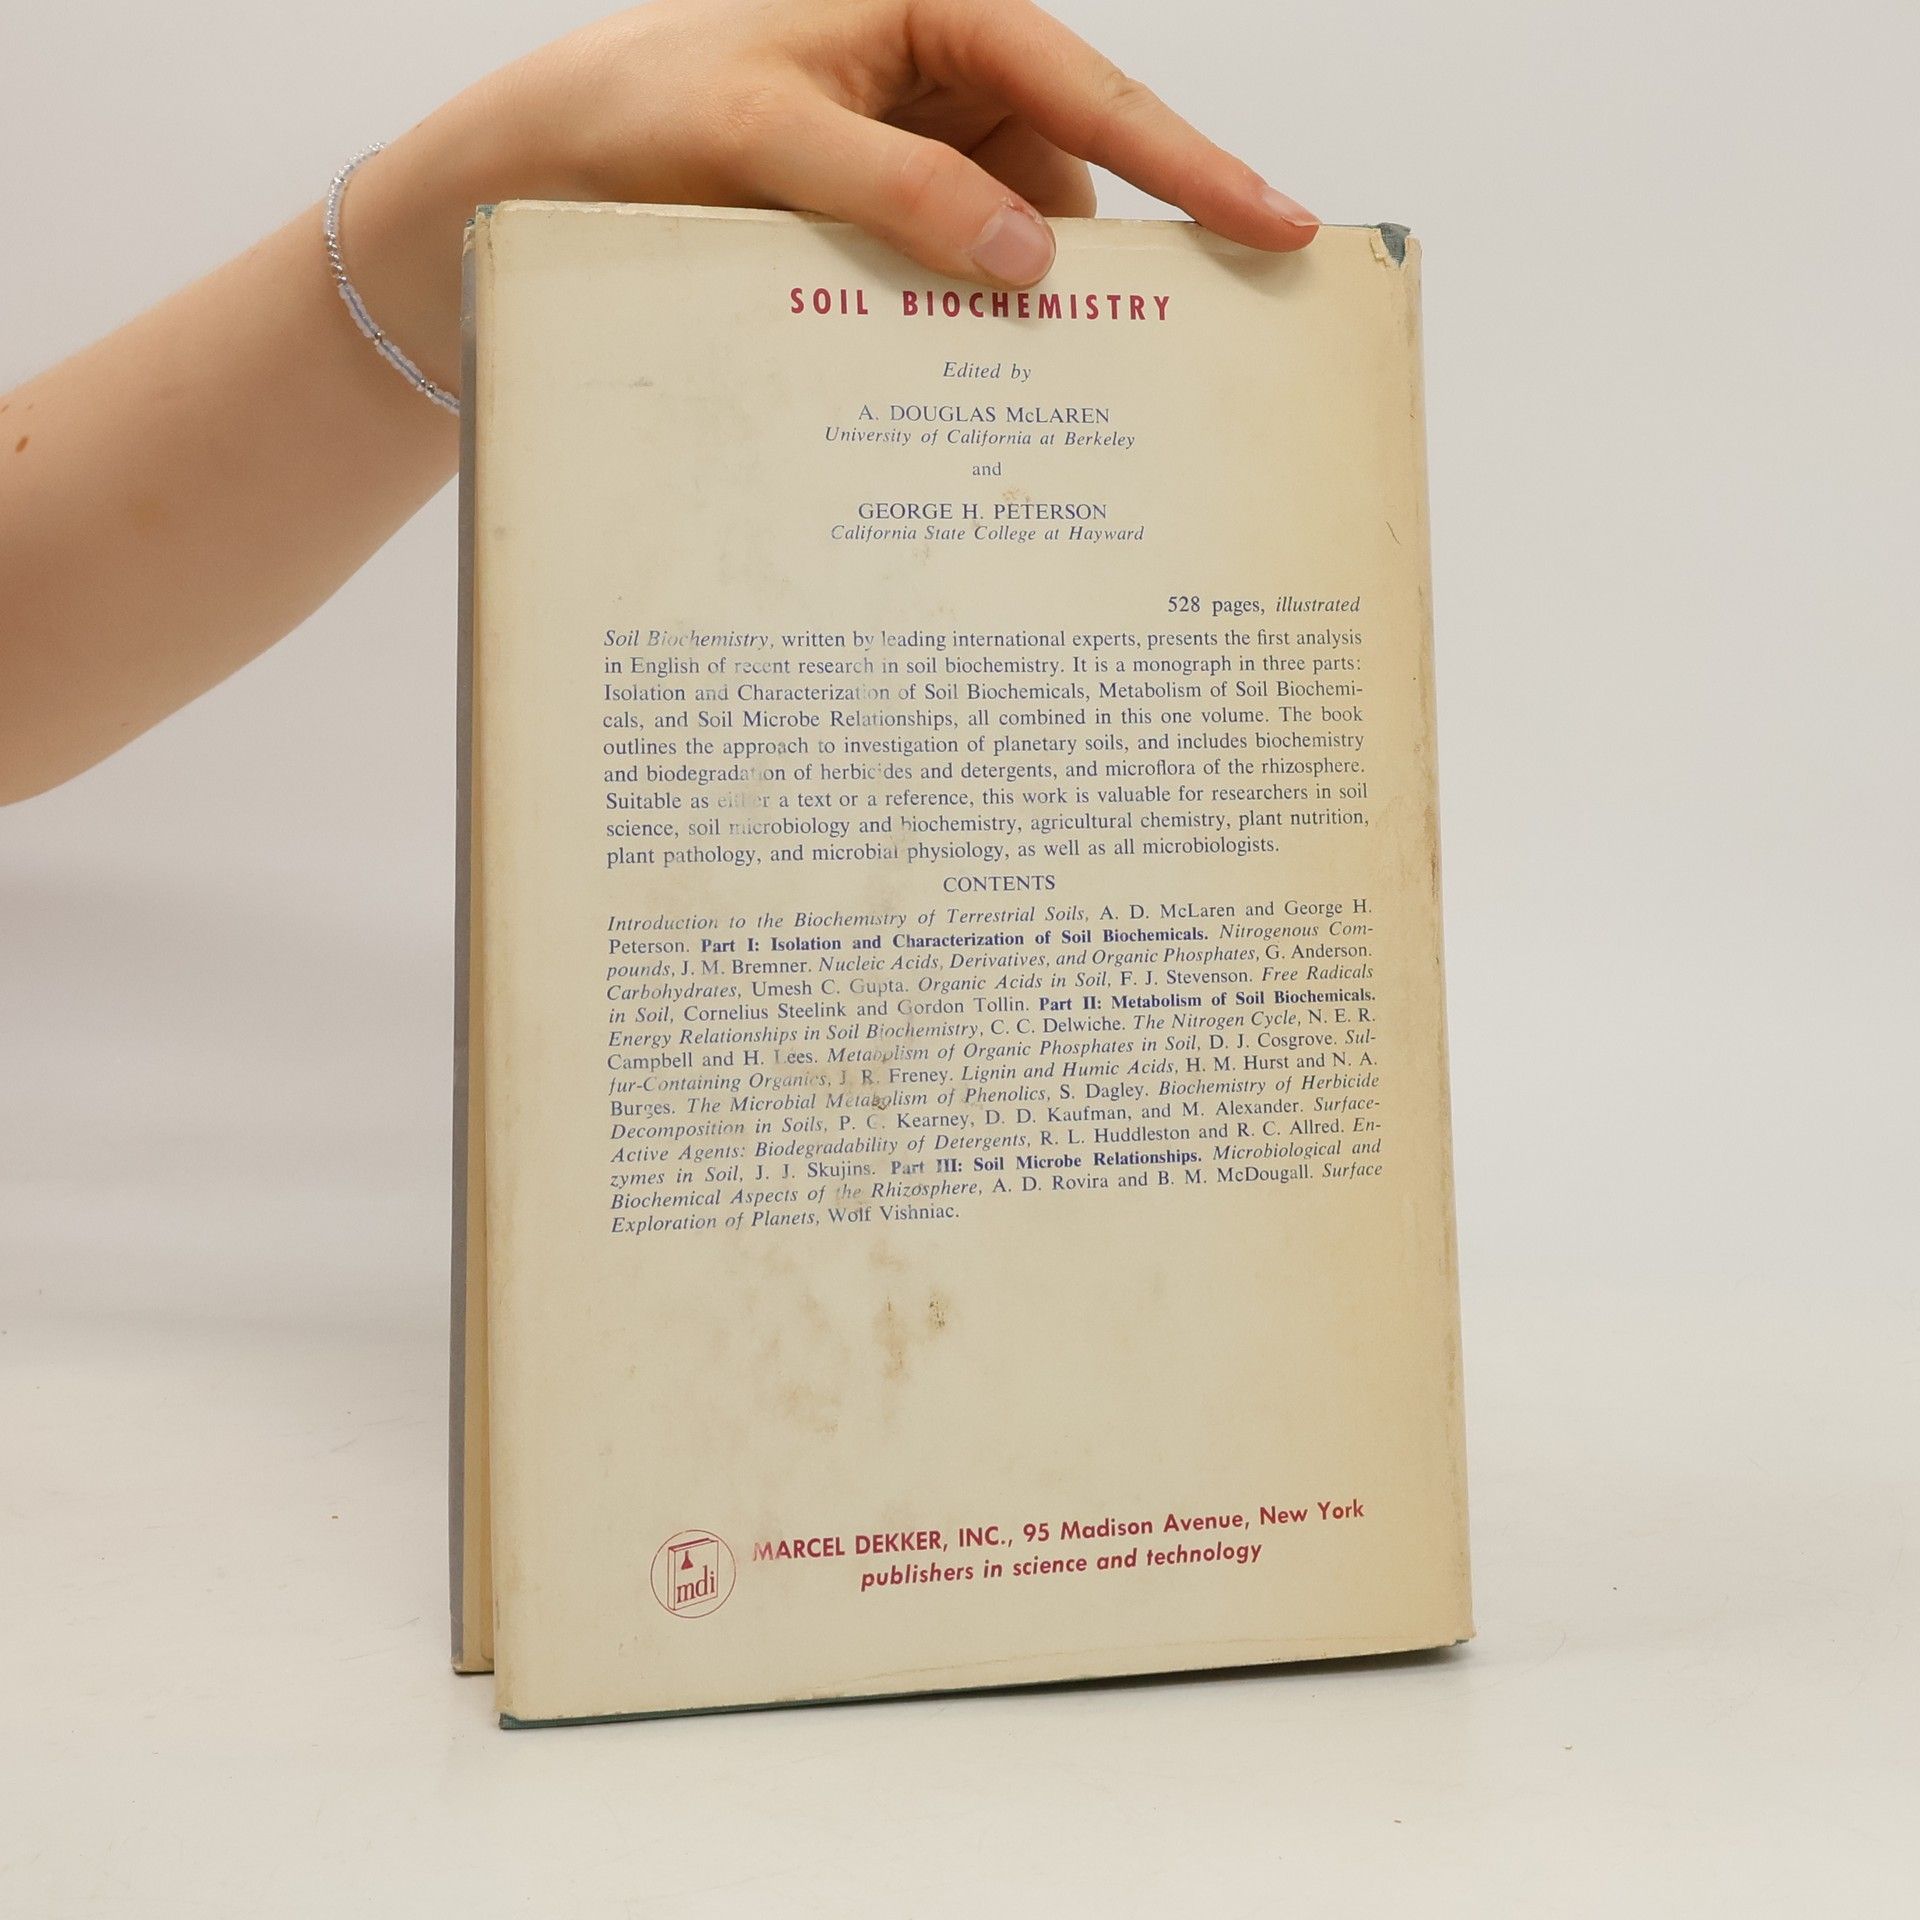 SOIL BIOCHEMISTRY
Edited by
A. DOUGLAS McLAREN
University of California at Berkeley
and
GEORGE H. PETERSON
California State College at Hayward
528 pages, illustrated
Soil Biochemistry, written by leading international experts, presents the first analysis
in English of recent research in soil biochemistry. It is a monograph in three parts:
Isolation and Characterization of Soil Biochemicals, Metabolism of Soil Biochemi-
cals, and Soil Microbe Relationships, all combined in this one volume. The book
outlines the approach to investigation of planetary soils, and includes biochemistry
and biodegradation of herbicides and detergents, and microflora of the rhizosphere.
Suitable as either a text or a reference, this work is valuable for researchers in soil
science, soil microbiology and biochemistry, agricultural chemistry, plant nutrition,
plant pathology, and microbial physiology, as well as all microbiologists.
CONTENTS
Introduction to the Biochemistry of Terrestrial Soils, A. D. McLaren and George H.
Peterson. Part I: Isolation and Characterization of Soil Biochemicals. Nitrogenous Com-
pounds, J. M. Bremner. Nucleic Acids, Derivatives, and Organic Phosphates, G. Anderson.
Carbohydrates, Umesh C. Gupta. Organic Acids in Soil, F. J. Stevenson. Free Radicals
in Soil, Cornelius Steelink and Gordon Tollin. Part II: Metabolism of Soil Biochemicals.
Energy Relationships in Soil Biochemistry, C. C. Delwiche. The Nitrogen Cycle, N. E. R.
Campbell and H. Lees. Metabolism of Organic Phosphates in Soil, D. J. Cosgrove. Sul-
fur-Containing Organics, J. R. Freney. Lignin and Humic Acids, H. M. Hurst and N. A.
Burges. The Microbial Metabolism of Phenolics, S. Dagley. Biochemistry of Herbicide
Decomposition in Soils, P. C. Kearney, D. D. Kaufman, and M. Alexander. Surface-
Active Agents: Biodegradability of Detergents, R. L. Huddleston and R. C. Allred. En-
zymes in Soil, J. J. Skujins. Part III: Soil Microbe Relationships. Microbiological and
Biochemical Aspects of the Rhizosphere, A. D. Rovira and B. M. McDougall. Surface
Exploration of Planets, Wolf Vishniac.
mdi
MARCEL DEKKER, INC., 95 Madison Avenue, New York
publishers in science and technology